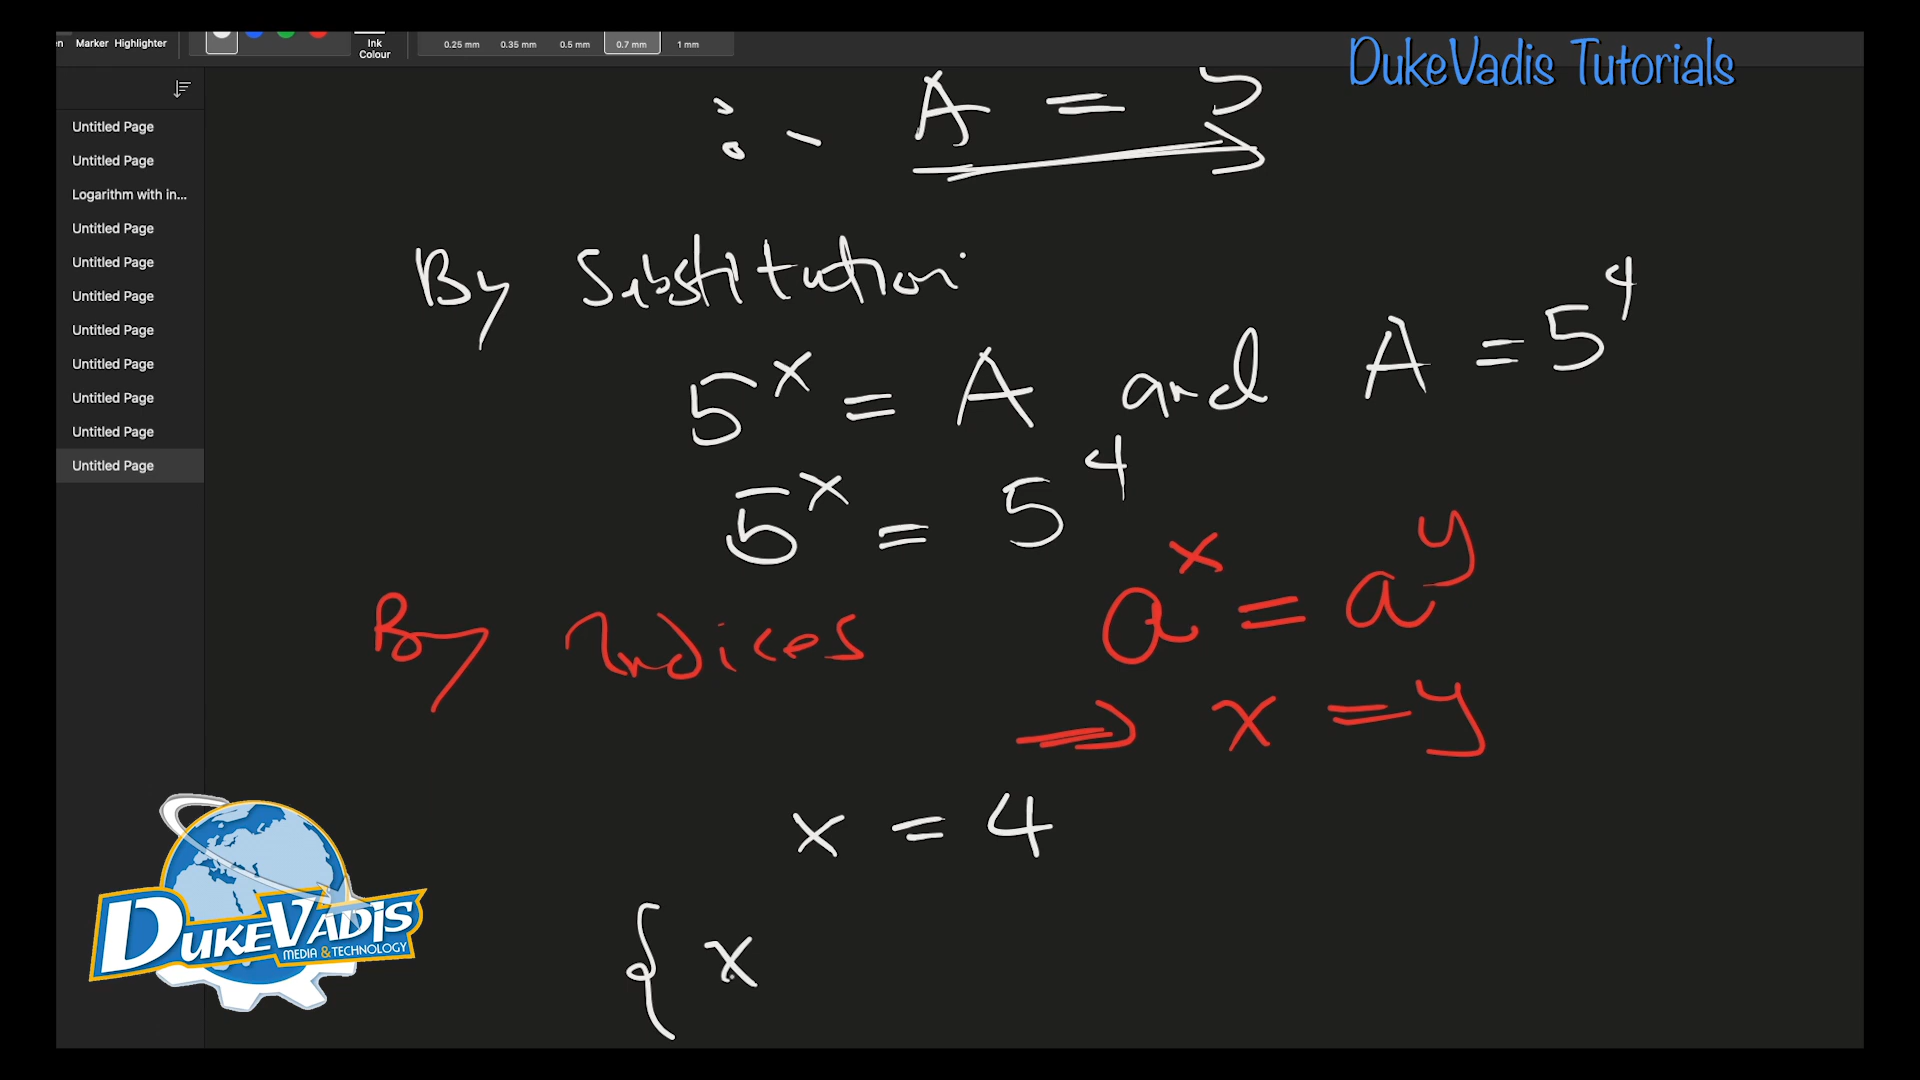 Marker Highlighter
Ink Colour
0.25 mm 0.35 mm 0.5 mm 0.7 mm 1 mm
DukeVadis Tutorials
Untitled Page
Untitled Page
Logarithm with in...
Untitled Page
Untitled Page
Untitled Page
Untitled Page
Untitled Page
Untitled Page
Untitled Page
Untitled Page
A =
By Substitution
5^x = A and A = 5^4
5^x = 5^4
By Indices a^x = a^y
⇒ x = y
x = 4
{ x
DUKEVADIS
MEDIA & TECHNOLOGY